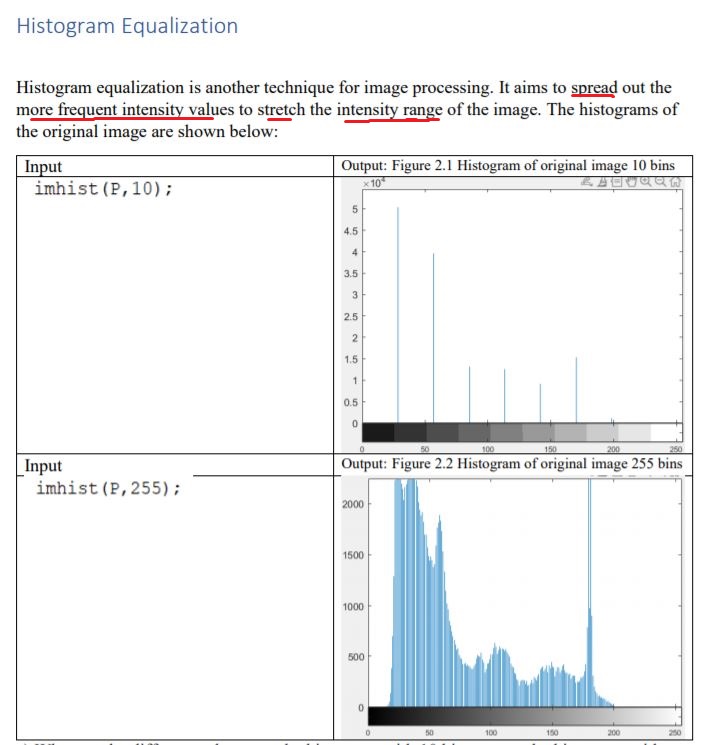 Histogram Equalization
Histogram equalization is another technique for image processing. It aims to spread out the
more frequent intensity values to stretch the intensity range of the image. The histograms of
the original image are shown below:
Input
Output: Figure 2.1 Histogram of original image 10 bins
imhist(P,10);
×10⁴
5
4.5
4
3.5
3
2.5
2
1.5
1
0.5
0
0 50 100 150 200 250
Input
Output: Figure 2.2 Histogram of original image 255 bins
imhist(P,255);
2000
1500
1000
500
0
0 50 100 150 200 250